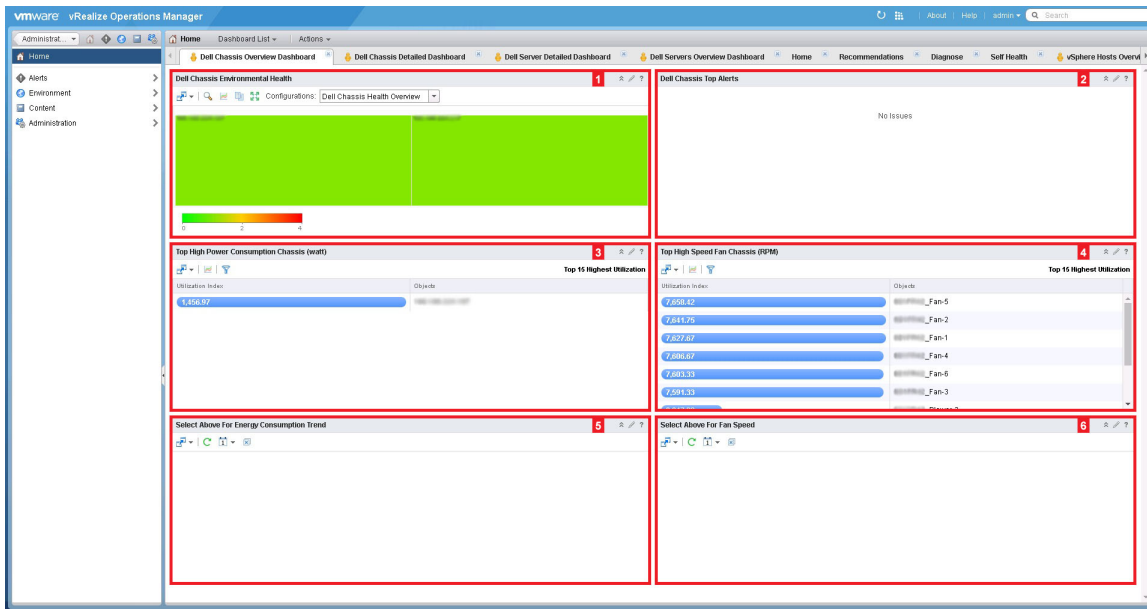 vmware vRealize Operations Manager
About Help admin Search
Administrat...
Home Dashboard List Actions
Home
Dell Chassis Overview Dashboard Dell Chassis Detailed Dashboard Dell Server Detailed Dashboard Dell Servers Overview Dashboard Home Recommendations Diagnose Self Health vSphere Hosts Overvi
Alerts
Environment
Content
Administration
Dell Chassis Environmental Health 1
Configurations: Dell Chassis Health Overview
0 2 4
Dell Chassis Top Alerts 2
No Issues
Top High Power Consumption Chassis (watt) 3
Top 15 Highest Utilization
Utilization Index Objects
1,456.97
Top High Speed Fan Chassis (RPM) 4
Top 15 Highest Utilization
Utilization Index Objects
7,658.42 _Fan-5
7,641.75 _Fan-2
7,627.67 _Fan-1
7,606.67 _Fan-4
7,603.33 _Fan-6
7,591.33 _Fan-3
Select Above For Energy Consumption Trend 5
1
Select Above For Fan Speed 6
1